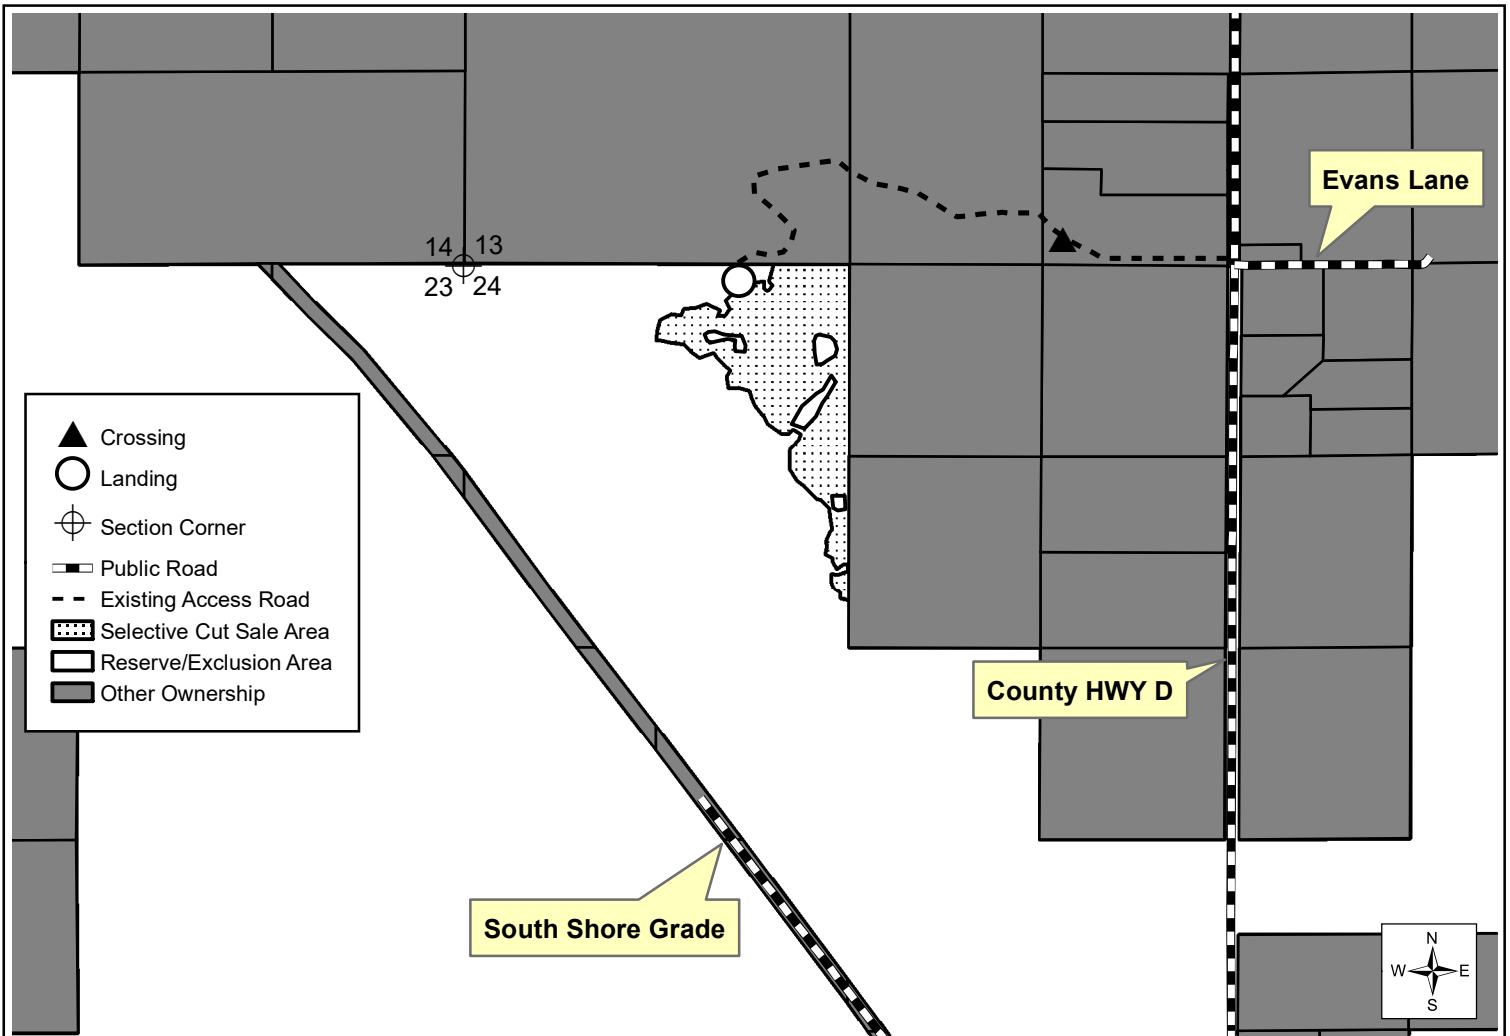 Evans Lane
14 13
23 24
Crossing
Landing
Section Corner
Public Road
Existing Access Road
Selective Cut Sale Area
Reserve/Exclusion Area
Other Ownership
County HWY D
South Shore Grade
N
W E
S